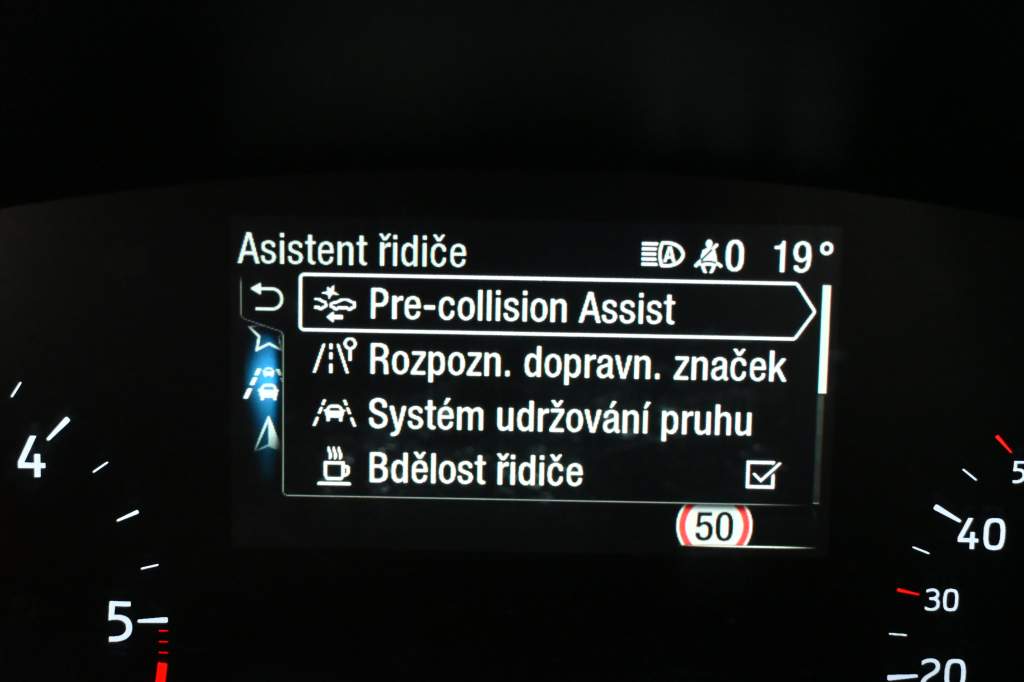 Asistent řidiče A 0 19°
Pre-collision Assist
Rozpozn. dopravn. značek
Systém udržování pruhu
Bdělost řidiče
50
4
5
5
40
30
20